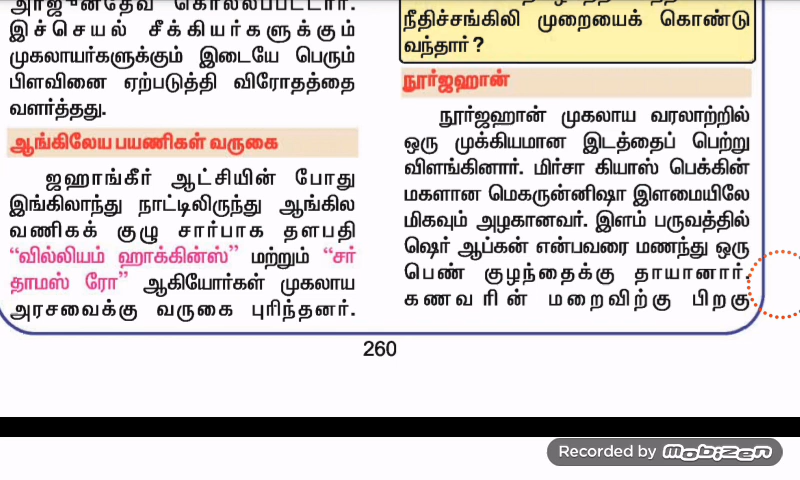 இச்செயல் சீக்கியர்களுக்கும்
முகலாயர்களுக்கும் இடையே பெரும்
பிளவினை ஏற்படுத்தி விரோதத்தை
வளர்த்தது.
ஆங்கிலேய பயணிகள் வருகை
ஜஹாங்கீர் ஆட்சியின் போது
இங்கிலாந்து நாட்டிலிருந்து ஆங்கில
வணிகக் குழு சார்பாக தளபதி
“வில்லியம் ஹாக்கின்ஸ்” மற்றும் “சர்
தாமஸ் ரோ” ஆகியோர்கள் முகலாய
அரசவைக்கு வருகை புரிந்தனர்.
நீதிச்சங்கிலி முறையைக் கொண்டு
வந்தார் ?
நூர்ஜஹான்
நூர்ஜஹான் முகலாய வரலாற்றில்
ஒரு முக்கியமான இடத்தைப் பெற்று
விளங்கினார். மிர்சா கியாஸ் பெக்கின்
மகளான மெகருன்னிஷா இளமையிலே
மிகவும் அழகானவர். இளம் பருவத்தில்
ஷெர் ஆப்கன் என்பவரை மணந்து ஒரு
பெண் குழந்தைக்கு தாயானார்.
கணவரின் மறைவிற்கு பிறகு
260
Recorded by mobizen